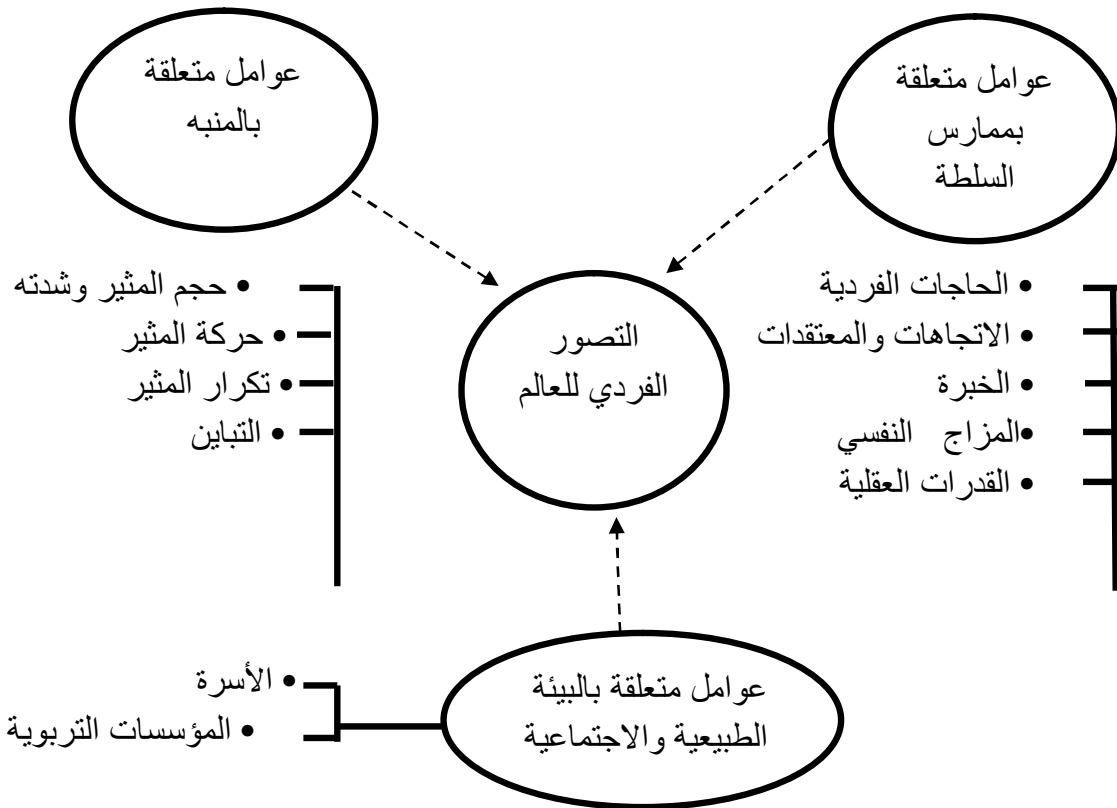 عوامل متعلقة
بممارس
السلطة
عوامل متعلقة
بالمنبه
• الحاجات الفردية
• الاتجاهات والمعتقدات
• الخبرة
•المزاج النفسي
• القدرات العقلية
التصور
الفردي للعالم
• حجم المثير وشدته
• حركة المثير
• تكرار المثير
• التباين
عوامل متعلقة بالبيئة
الطبيعية والاجتماعية
• الأسرة
• المؤسسات التربوية